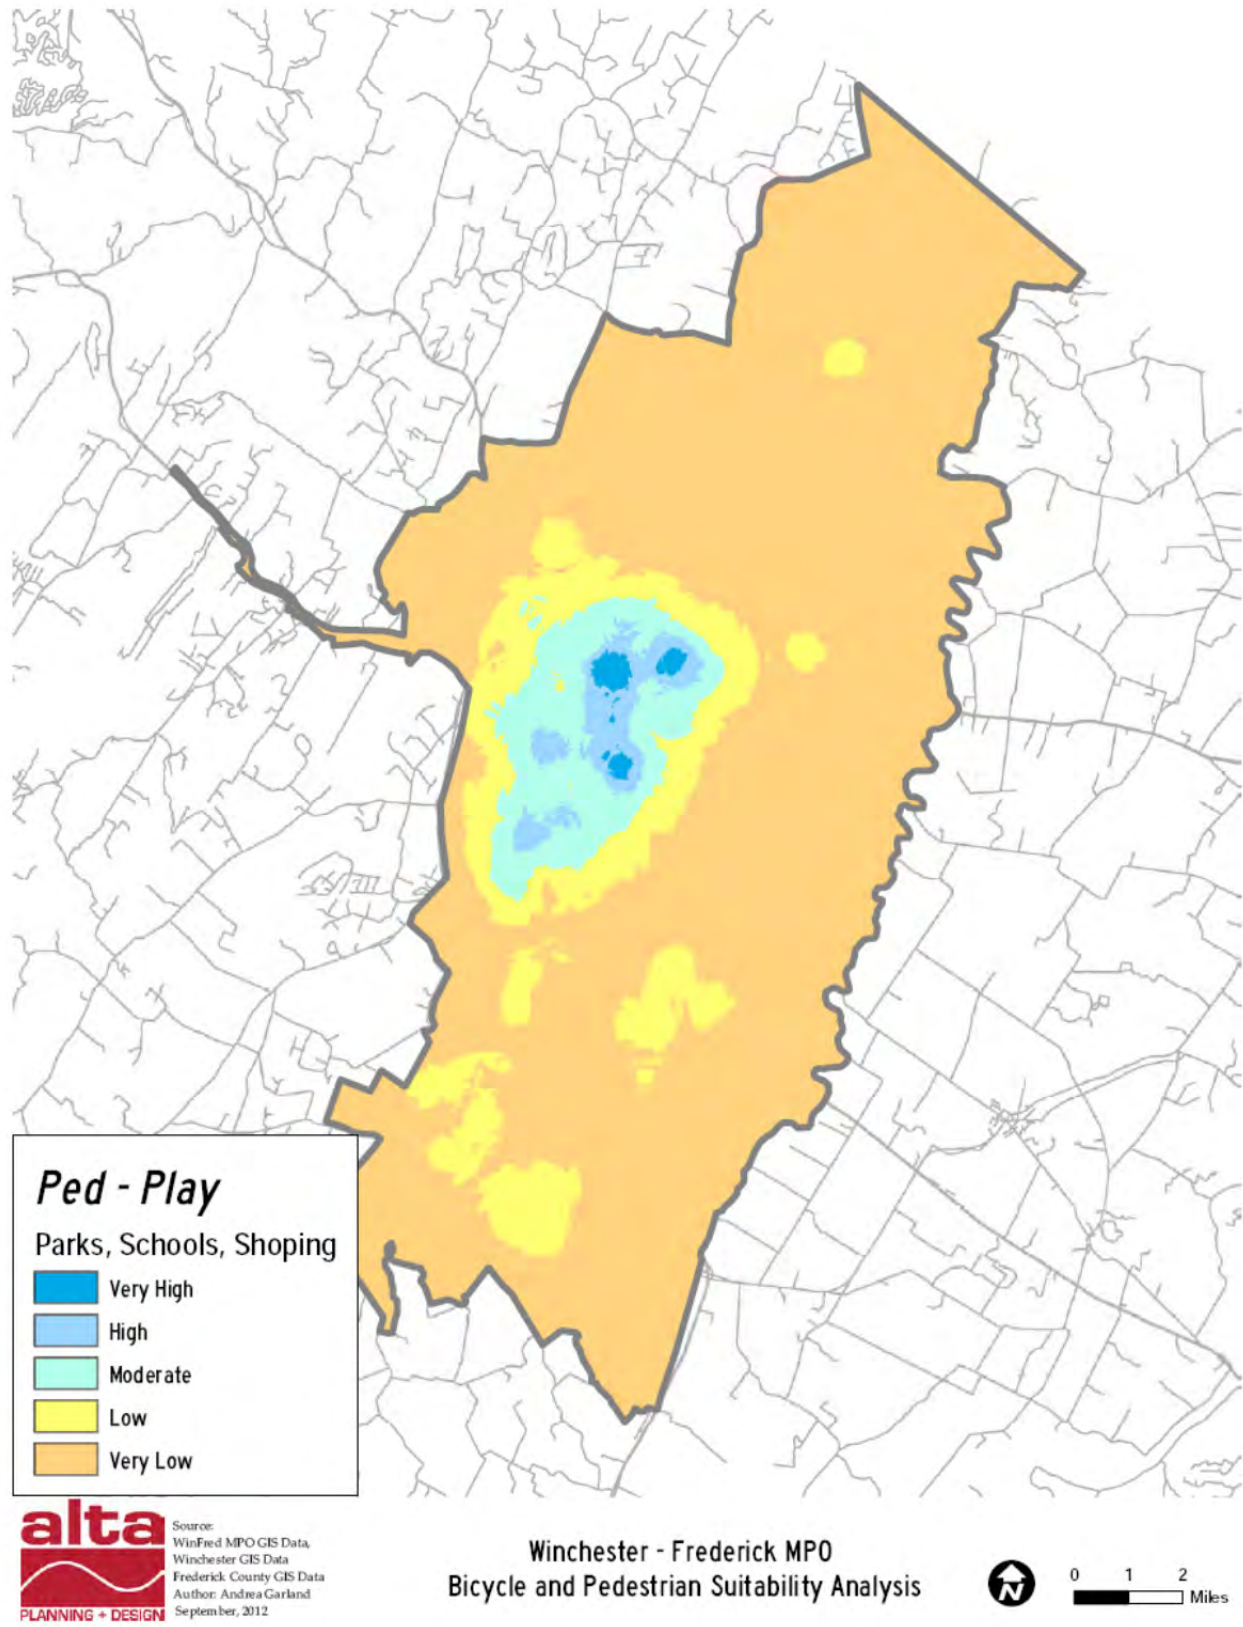 Ped - Play
Parks, Schools, Shoping
Very High
High
Moderate
Low
Very Low
alta
PLANNING + DESIGN
Source:
WinFred MPO GIS Data,
Winchester GIS Data
Frederick County GIS Data
Author: Andrea Garland
September, 2012
Winchester - Frederick MPO
Bicycle and Pedestrian Suitability Analysis
N
0 1 2
Miles